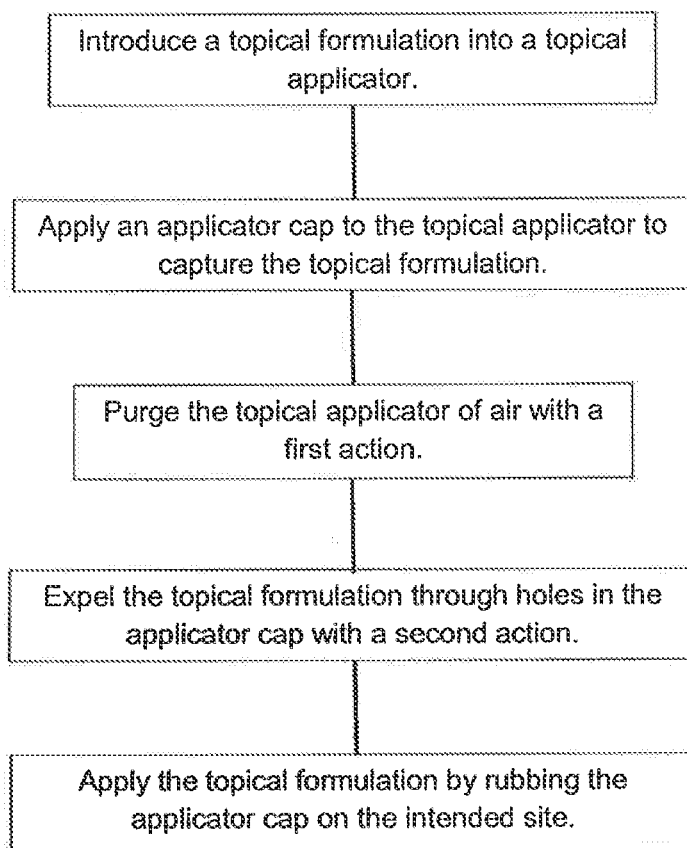 Introduce a topical formulation into a topical
applicator.
Apply an applicator cap to the topical applicator to
capture the topical formulation.
Purge the topical applicator of air with a
first action.
Expel the topical formulation through holes in the
applicator cap with a second action.
Apply the topical formulation by rubbing the
applicator cap on the intended site.